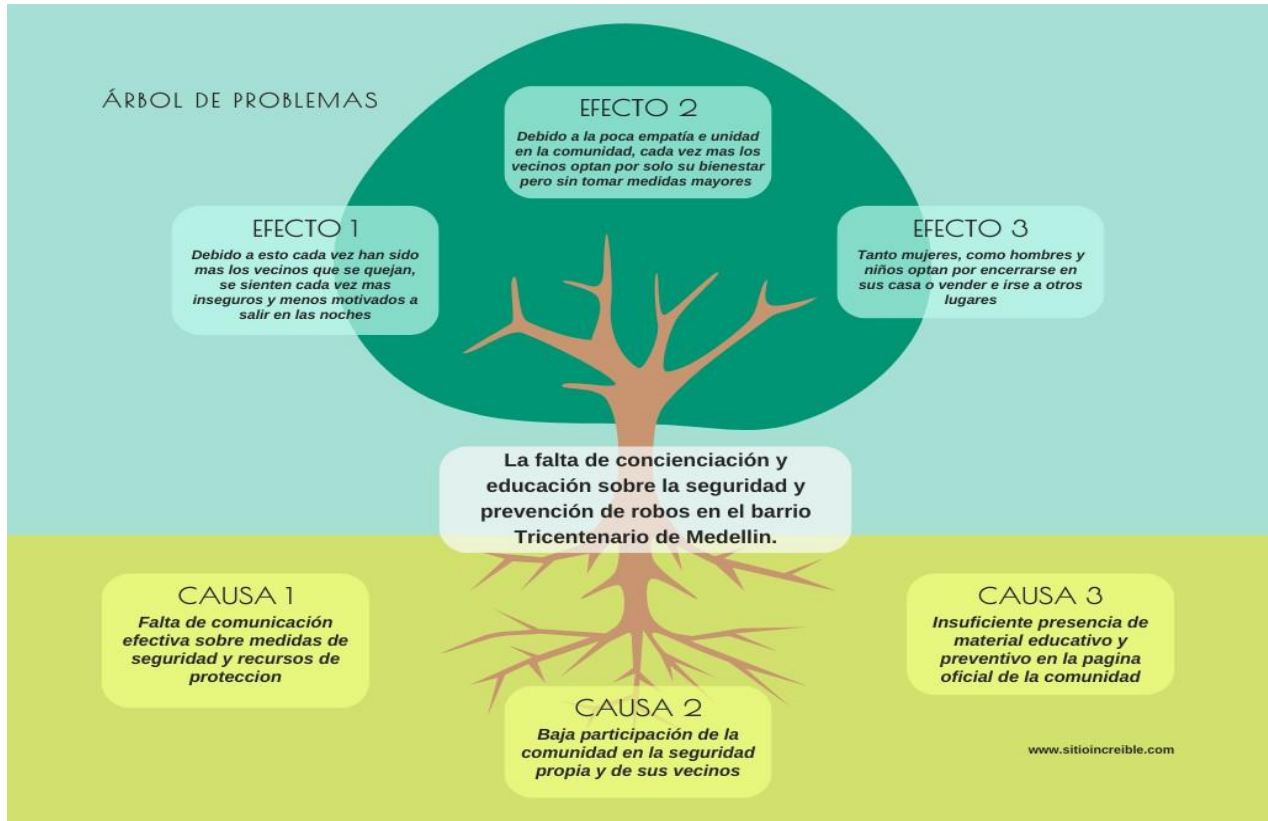 ÁRBOL DE PROBLEMAS
EFECTO 2
Debido a la poca empatía e unidad
en la comunidad, cada vez mas los
vecinos optan por solo su bienestar
pero sin tomar medidas mayores
EFECTO 1
Debido a esto cada vez han sido
mas los vecinos que se quejan,
se sienten cada vez mas
inseguros y menos motivados a
salir en las noches
EFECTO 3
Tanto mujeres, como hombres y
niños optan por encerrarse en
sus casa o vender e irse a otros
lugares
La falta de concienciación y
educación sobre la seguridad y
prevención de robos en el barrio
Tricentenario de Medellin.
CAUSA 1
Falta de comunicación
efectiva sobre medidas de
seguridad y recursos de
proteccion
CAUSA 2
Baja participación de la
comunidad en la seguridad
propia y de sus vecinos
CAUSA 3
Insuficiente presencia de
material educativo y
preventivo en la pagina
oficial de la comunidad
www.sitioincreible.com